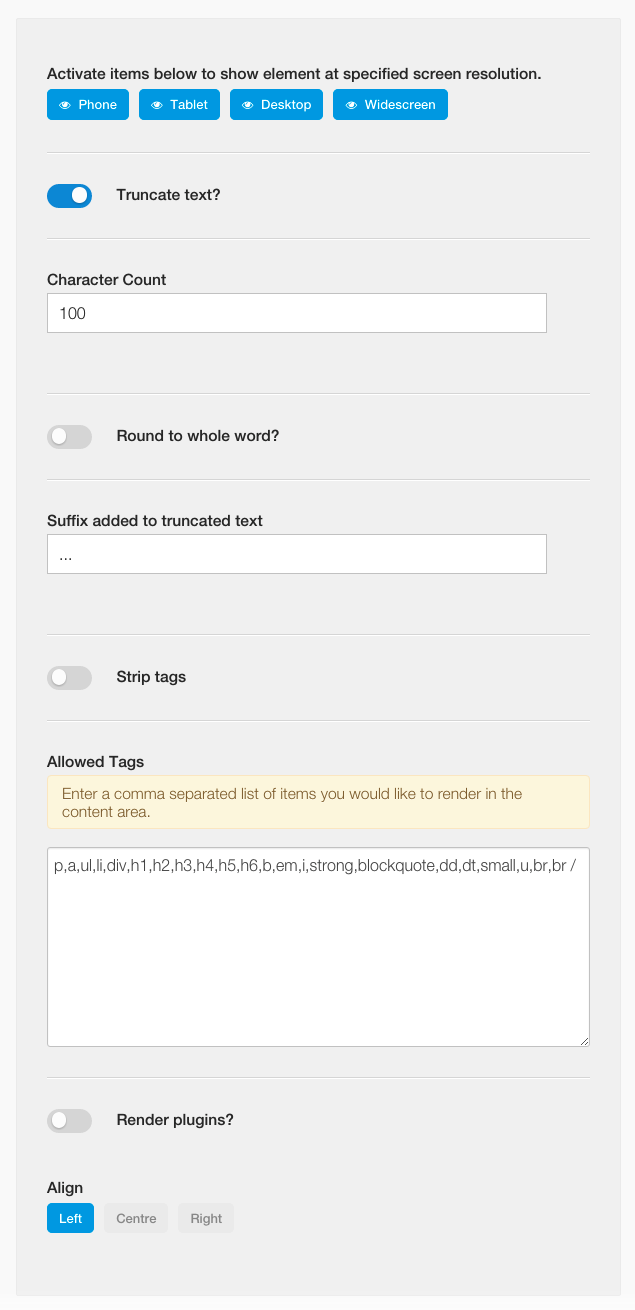 Activate items below to show element at specified screen resolution.
Phone Tablet Desktop Widescreen
Truncate text?
Character Count
100
Round to whole word?
Suffix added to truncated text
...
Strip tags
Allowed Tags
Enter a comma separated list of items you would like to render in the
content area.
p,a,ul,li,div,h1,h2,h3,h4,h5,h6,b,em,i,strong,blockquote,dd,dt,small,u,br,br /
Render plugins?
Align
Left Centre Right